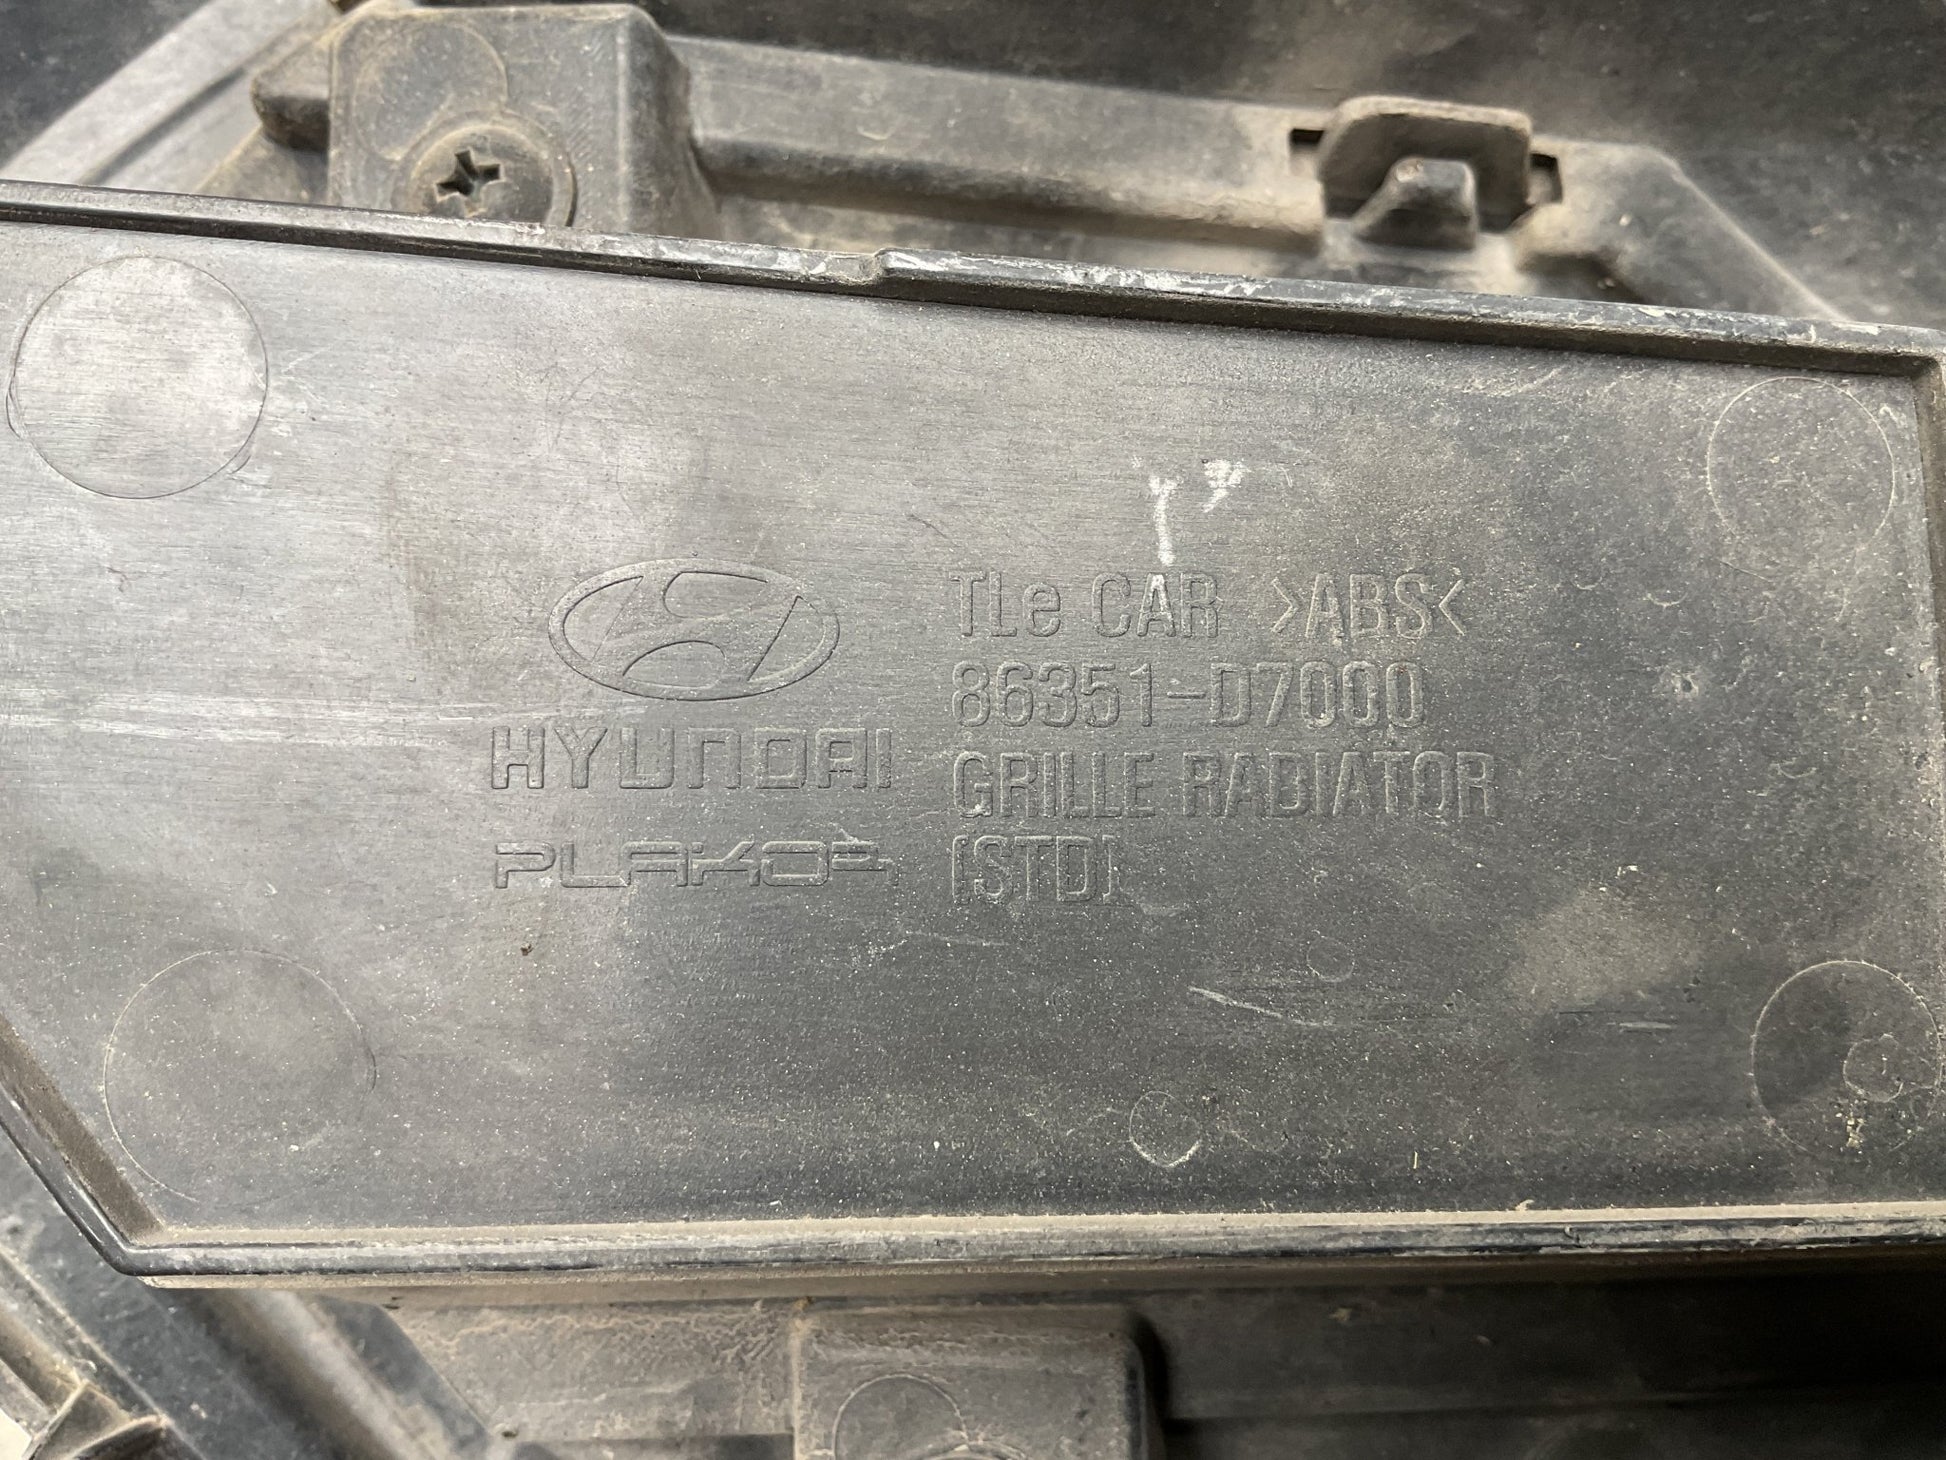 TLe CAR >ABS<
86351-D7000
HYUNDAI
GRILLE RADIATOR
PLAKOR
(STD)